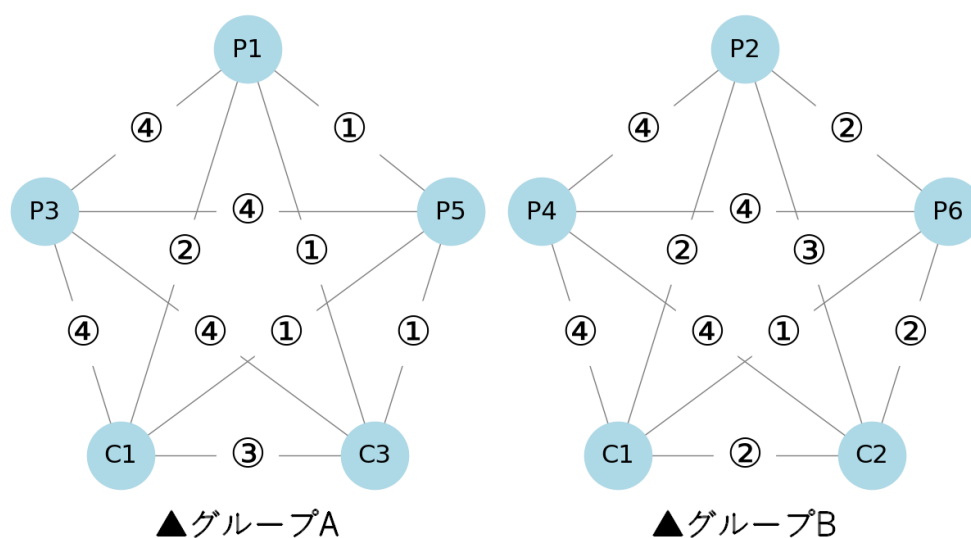 P1 P2
④ ① ④ ②
P3 ④ P5 P4 ④ P6
② ① ② ③
④ ④ ① ① ④ ④ ① ②
C1 ③ C3 C1 ② C2
▲グループA ▲グループB